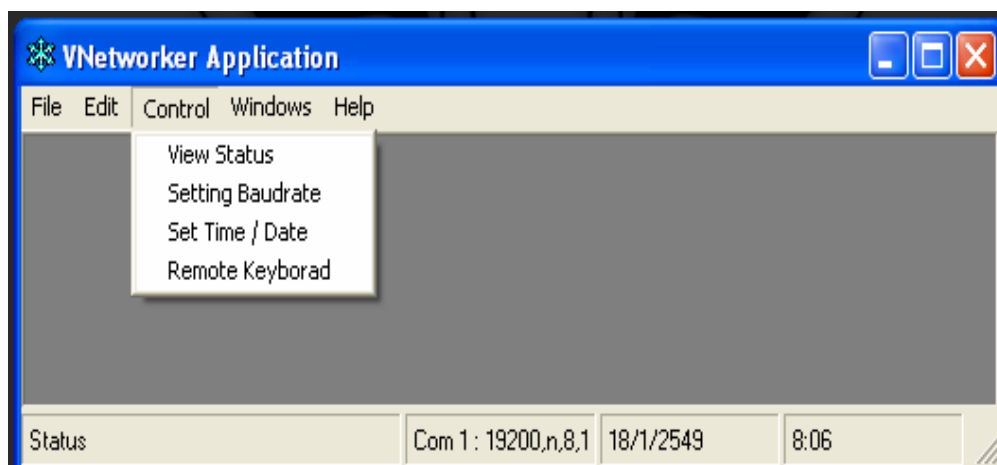 VNetworker Application
File Edit Control Windows Help
View Status
Setting Baudrate
Set Time / Date
Remote Keyborad
Status Com 1 : 19200,n,8,1 18/1/2549 8:06